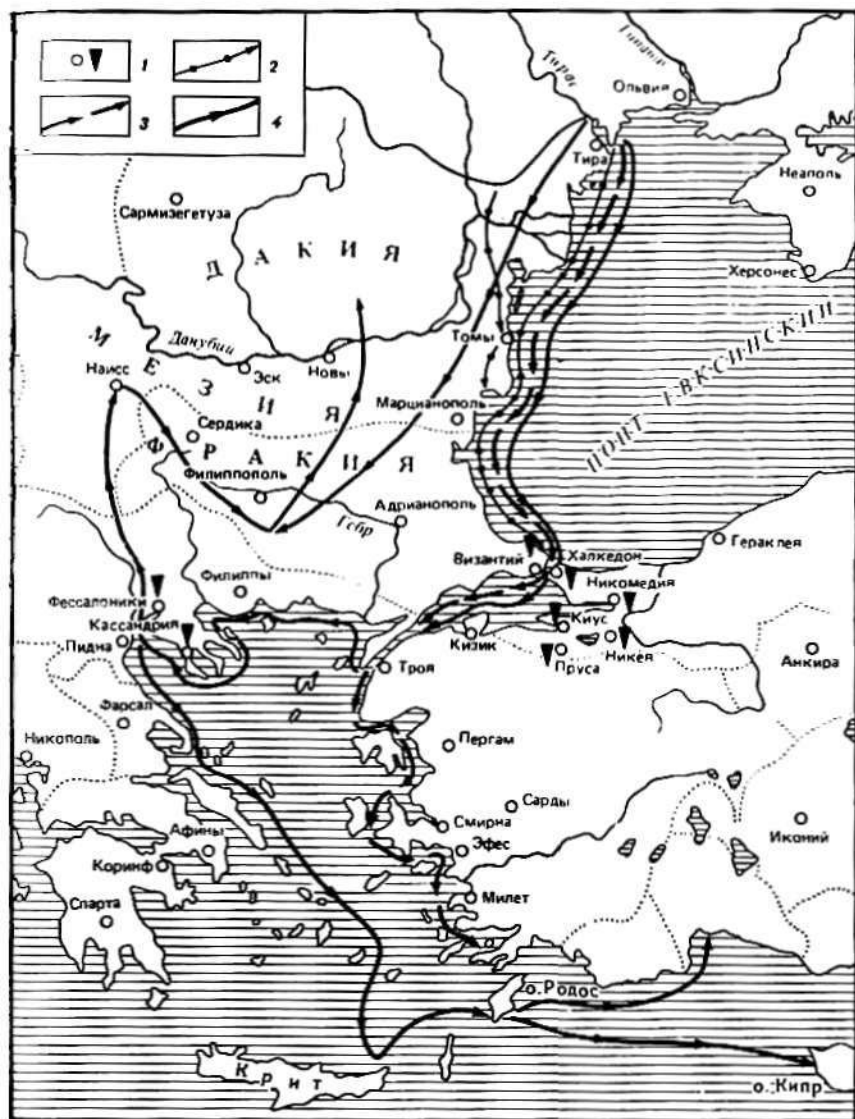 1
2
3
4
Тирас
Гипанис
Ольвия
Тира
Неаполь
Сармизегетуза
ДАКИЯ
Херсонес
Данубий
Томы
МЕЗИЯ
Наисс
Эск
Новы
ПОНТ ЕВКСИНСКИЙ
Марцианополь
Сердика
ФРАКИЯ
Филиппополь
Адрианополь
Гебр
Гераклея
Византий
Халкедон
Никомедия
Филиппы
Фессалоники
Кассандрия
Киус
Пидна
Кизик
Никея
Пруса
Анкира
Троя
Фарсал
Никополь
Пергам
Сарды
Смирна
Иконий
Афины
Эфес
Коринф
Милет
Спарта
о. Родос
Крит
о. Кипр